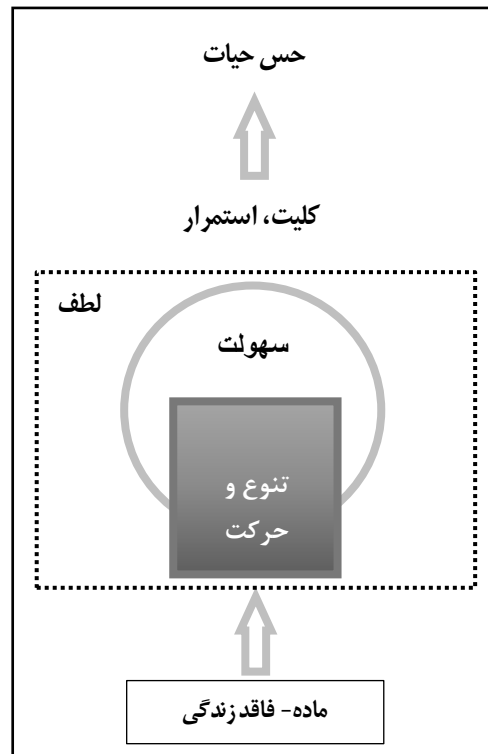 حس حیات
کلیت، استمرار
لطف
سهولت
تنوع و
حرکت
ماده- فاقد زندگی